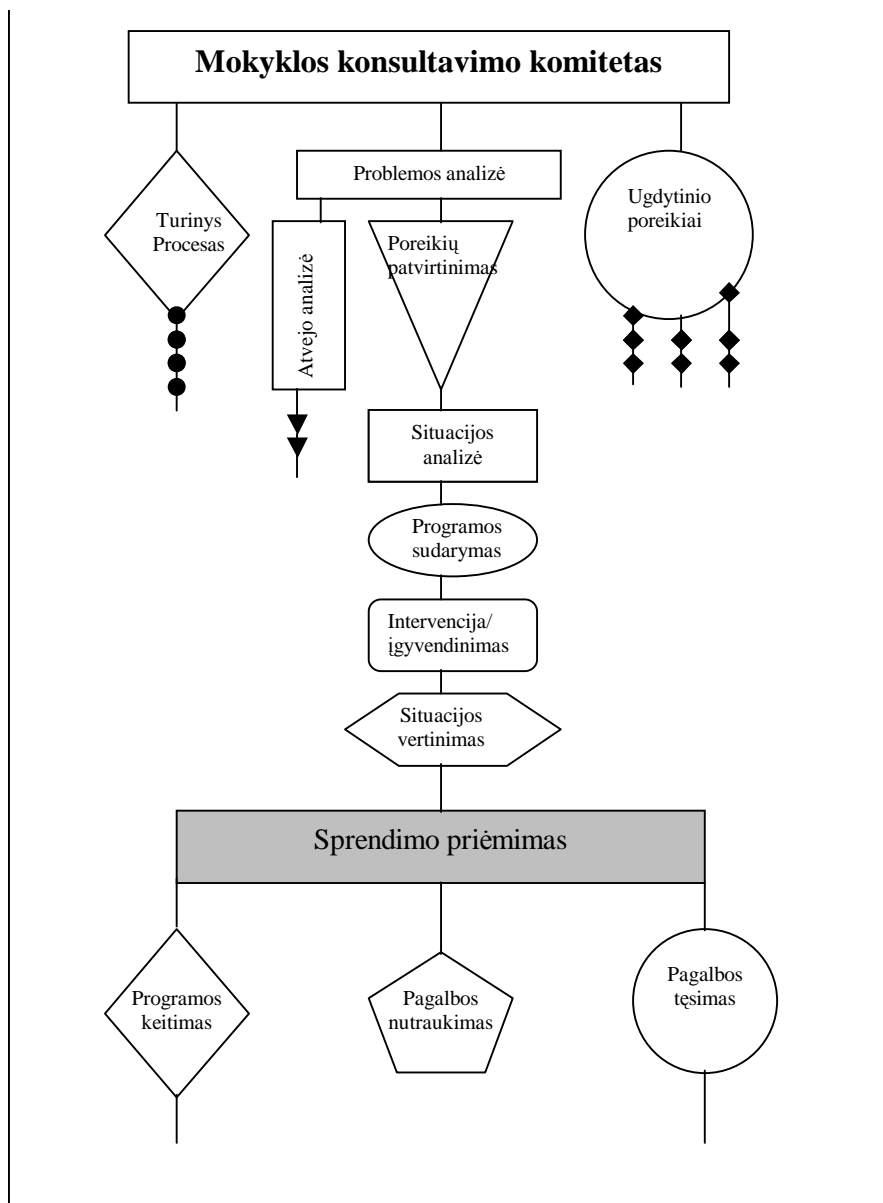 Mokyklos konsultavimo komitetas
Problemos analizė
Turinys
Procesas
Atvejo analizė
Poreikių
patvirtinimas
Ugdytinio
poreikiai
Situacijos
analizė
Programos
sudarymas
Intervencija/
įgyvendinimas
Situacijos
vertinimas
Sprendimo priėmimas
Programos
keitimas
Pagalbos
nutraukimas
Pagalbos
tęsimas